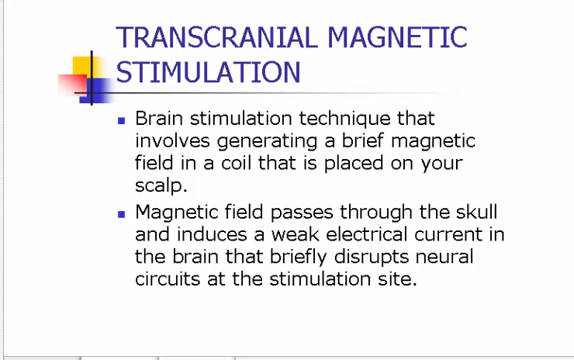 TRANSCRANIAL MAGNETIC
STIMULATION
Brain stimulation technique that
involves generating a brief magnetic
field in a coil that is placed on your
scalp.
Magnetic field passes through the skull
and induces a weak electrical current in
the brain that briefly disrupts neural
circuits at the stimulation site.